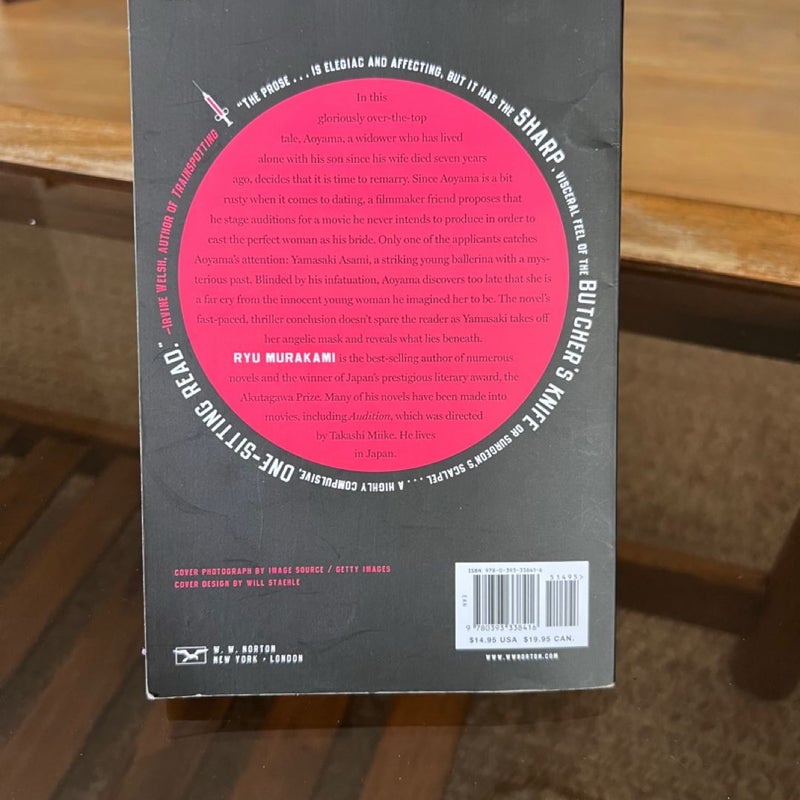 "THE PROSE . . . IS ELEGIAC AND AFFECTING, BUT IT HAS THE SHARP, VISCERAL FEEL OF THE BUTCHER'S KNIFE OR SURGEON'S SCALPEL. . . . A HIGHLY COMPULSIVE, ONE-SITTING READ." —IRVINE WELSH, AUTHOR OF TRAINSPOTTING
In this
gloriously over-the-top
tale, Aoyama, a widower who has lived
alone with his son since his wife died seven years
ago, decides that it is time to remarry. Since Aoyama is a bit
rusty when it comes to dating, a filmmaker friend proposes that
he stage auditions for a movie he never intends to produce in order to
cast the perfect woman as his bride. Only one of the applicants catches
Aoyama's attention: Yamasaki Asami, a striking young ballerina with a mys-
terious past. Blinded by his infatuation, Aoyama discovers too late that she is
a far cry from the innocent young woman he imagined her to be. The novel's
fast-paced, thriller conclusion doesn't spare the reader as Yamasaki takes off
her angelic mask and reveals what lies beneath.
RYU MURAKAMI is the best-selling author of numerous
novels and the winner of Japan's prestigious literary award, the
Akutagawa Prize. Many of his novels have been made into
movies, including Audition, which was directed
by Takashi Miike. He lives
in Japan.
COVER PHOTOGRAPH BY IMAGE SOURCE / GETTY IMAGES
COVER DESIGN BY WILL STAEHLE
ISBN 978-0-393-33841-6
51495>
EAN
9 780393 338416
$14.95 USA $19.95 CAN.
W. W. NORTON
NEW YORK • LONDON
WWW.WWNORTON.COM